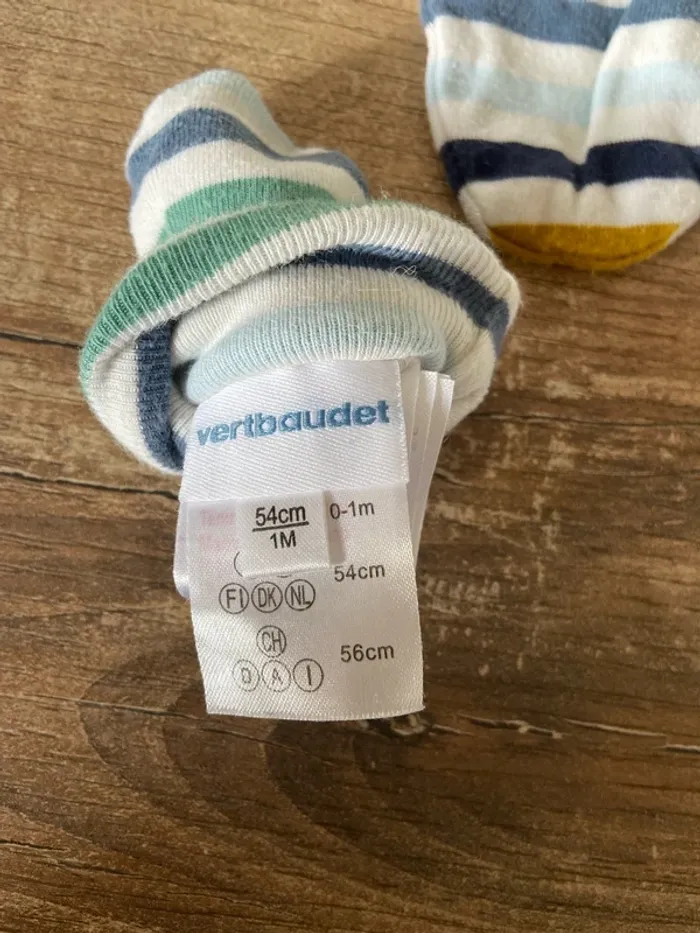 vertbaudet
54cm
1M
0-1m
54cm
FI DK NL
CH
56cm
D A I